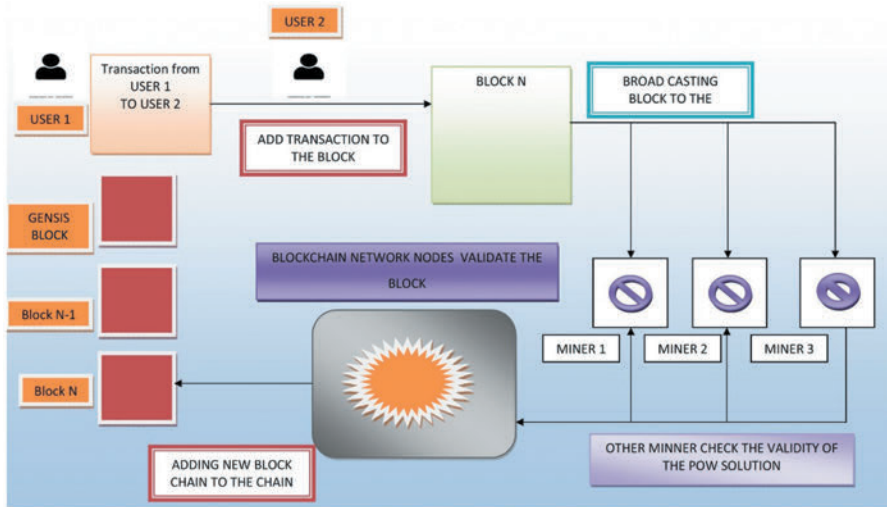 USER 2
Transaction from
USER 1
TO USER 2
USER 1
BLOCK N
BROAD CASTING
BLOCK TO THE
ADD TRANSACTION TO
THE BLOCK
GENSIS
BLOCK
BLOCKCHAIN NETWORK NODES VALIDATE THE
BLOCK
Block N-1
MINER 1
MINER 2
MINER 3
Block N
OTHER MINNER CHECK THE VALIDITY OF
THE POW SOLUTION
ADDING NEW BLOCK
CHAIN TO THE CHAIN